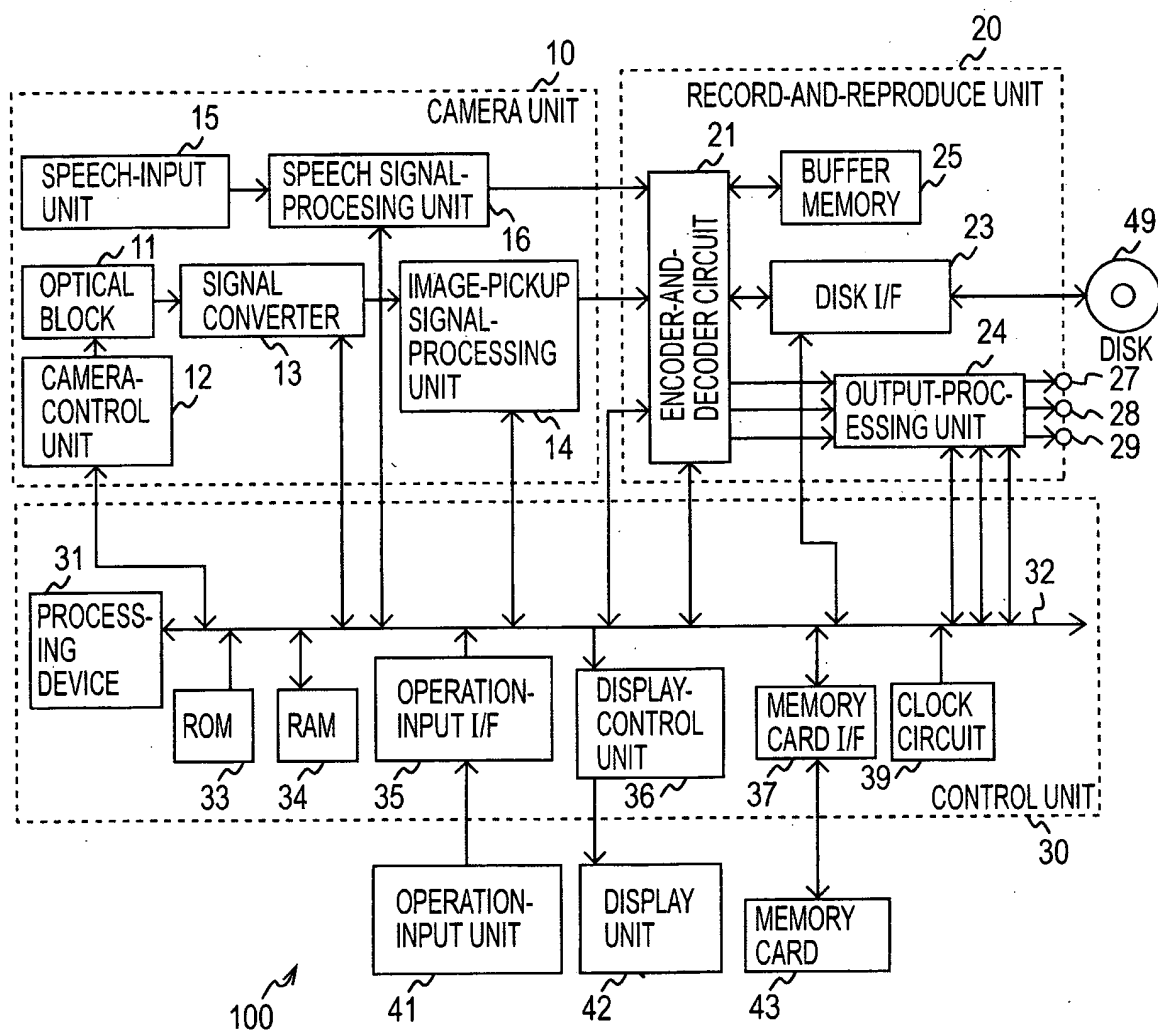 20
10
CAMERA UNIT
RECORD-AND-REPRODUCE UNIT
15
SPEECH-INPUT
UNIT
SPEECH SIGNAL-
PROCESING UNIT
16
21
ENCODER-AND-
DECODER CIRCUIT
BUFFER
MEMORY
25
11
OPTICAL
BLOCK
SIGNAL
CONVERTER
13
IMAGE-PICKUP
SIGNAL-
PROCESSING
UNIT
14
23
DISK I/F
49
DISK
CAMERA-
CONTROL
UNIT
12
24
OUTPUT-PROC-
ESSING UNIT
27
28
29
31
PROCESS-
ING
DEVICE
32
ROM
33
RAM
34
OPERATION-
INPUT I/F
35
DISPLAY-
CONTROL
UNIT
36
MEMORY
CARD I/F
37
CLOCK
CIRCUIT
39
CONTROL UNIT
30
OPERATION-
INPUT UNIT
41
DISPLAY
UNIT
42
MEMORY
CARD
43
100